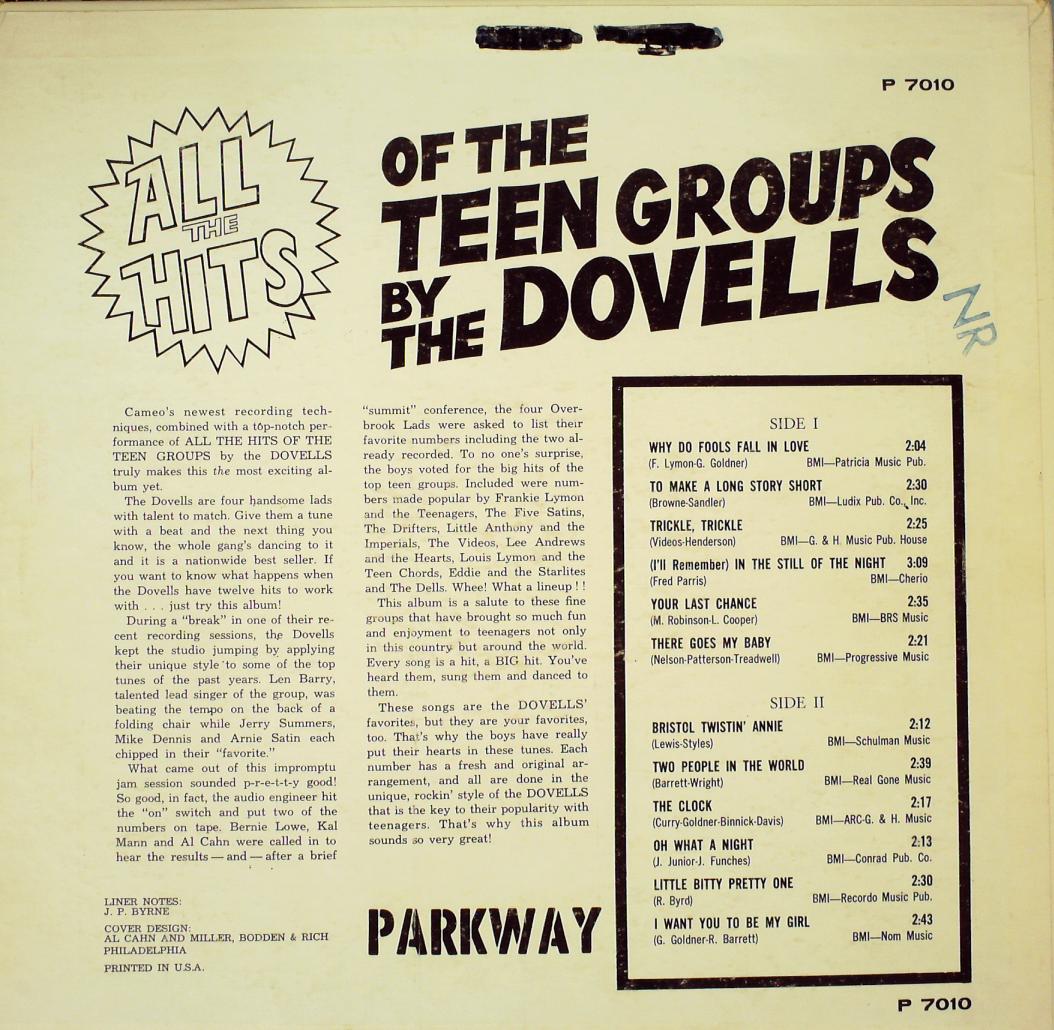 P 7010
ALL
THE
HITS
OF THE
TEEN GROUPS
BY
THE DOVELLS
NR
Cameo's newest recording tech-
niques, combined with a top-notch per-
formance of ALL THE HITS OF THE
TEEN GROUPS by the DOVELLS
truly makes this the most exciting al-
bum yet.
The Dovells are four handsome lads
with talent to match. Give them a tune
with a beat and the next thing you
know, the whole gang's dancing to it
and it is a nationwide best seller. If
you want to know what happens when
the Dovells have twelve hits to work
with . . . just try this album!
During a "break" in one of their re-
cent recording sessions, the Dovells
kept the studio jumping by applying
their unique style to some of the top
tunes of the past years. Len Barry,
talented lead singer of the group, was
beating the tempo on the back of a
folding chair while Jerry Summers,
Mike Dennis and Arnie Satin each
chipped in their "favorite."
What came out of this impromptu
jam session sounded p-r-e-t-t-y good!
So good, in fact, the audio engineer hit
the "on" switch and put two of the
numbers on tape. Bernie Lowe, Kal
Mann and Al Cahn were called in to
hear the results — and — after a brief
"summit" conference, the four Over-
brook Lads were asked to list their
favorite numbers including the two al-
ready recorded. To no one's surprise,
the boys voted for the big hits of the
top teen groups. Included were num-
bers made popular by Frankie Lymon
and the Teenagers, The Five Satins,
The Drifters, Little Anthony and the
Imperials, The Videos, Lee Andrews
and the Hearts, Louis Lymon and the
Teen Chords, Eddie and the Starlites
and The Dells. Whee! What a lineup ! !
This album is a salute to these fine
groups that have brought so much fun
and enjoyment to teenagers not only
in this country but around the world.
Every song is a hit, a BIG hit. You've
heard them, sung them and danced to
them.
These songs are the DOVELLS'
favorites, but they are your favorites,
too. That's why the boys have really
put their hearts in these tunes. Each
number has a fresh and original ar-
rangement, and all are done in the
unique, rockin' style of the DOVELLS
that is the key to their popularity with
teenagers. That's why this album
sounds so very great!
SIDE I
WHY DO FOOLS FALL IN LOVE 2:04
(F. Lymon-G. Goldner) BMI—Patricia Music Pub.
TO MAKE A LONG STORY SHORT 2:30
(Browne-Sandler) BMI—Ludix Pub. Co., Inc.
TRICKLE, TRICKLE 2:25
(Videos-Henderson) BMI—G. & H. Music Pub. House
(I'll Remember) IN THE STILL OF THE NIGHT 3:09
(Fred Parris) BMI—Cherio
YOUR LAST CHANCE 2:35
(M. Robinson-L. Cooper) BMI—BRS Music
THERE GOES MY BABY 2:21
(Nelson-Patterson-Treadwell) BMI—Progressive Music
SIDE II
BRISTOL TWISTIN' ANNIE 2:12
(Lewis-Styles) BMI—Schulman Music
TWO PEOPLE IN THE WORLD 2:39
(Barrett-Wright) BMI—Real Gone Music
THE CLOCK 2:17
(Curry-Goldner-Binnick-Davis) BMI—ARC-G. & H. Music
OH WHAT A NIGHT 2:13
(J. Junior-J. Funches) BMI—Conrad Pub. Co.
LITTLE BITTY PRETTY ONE 2:30
(R. Byrd) BMI—Recordo Music Pub.
I WANT YOU TO BE MY GIRL 2:43
(G. Goldner-R. Barrett) BMI—Nom Music
LINER NOTES:
J. P. BYRNE
COVER DESIGN:
AL CAHN AND MILLER, BODDEN & RICH
PHILADELPHIA
PRINTED IN U.S.A.
PARKWAY
P 7010